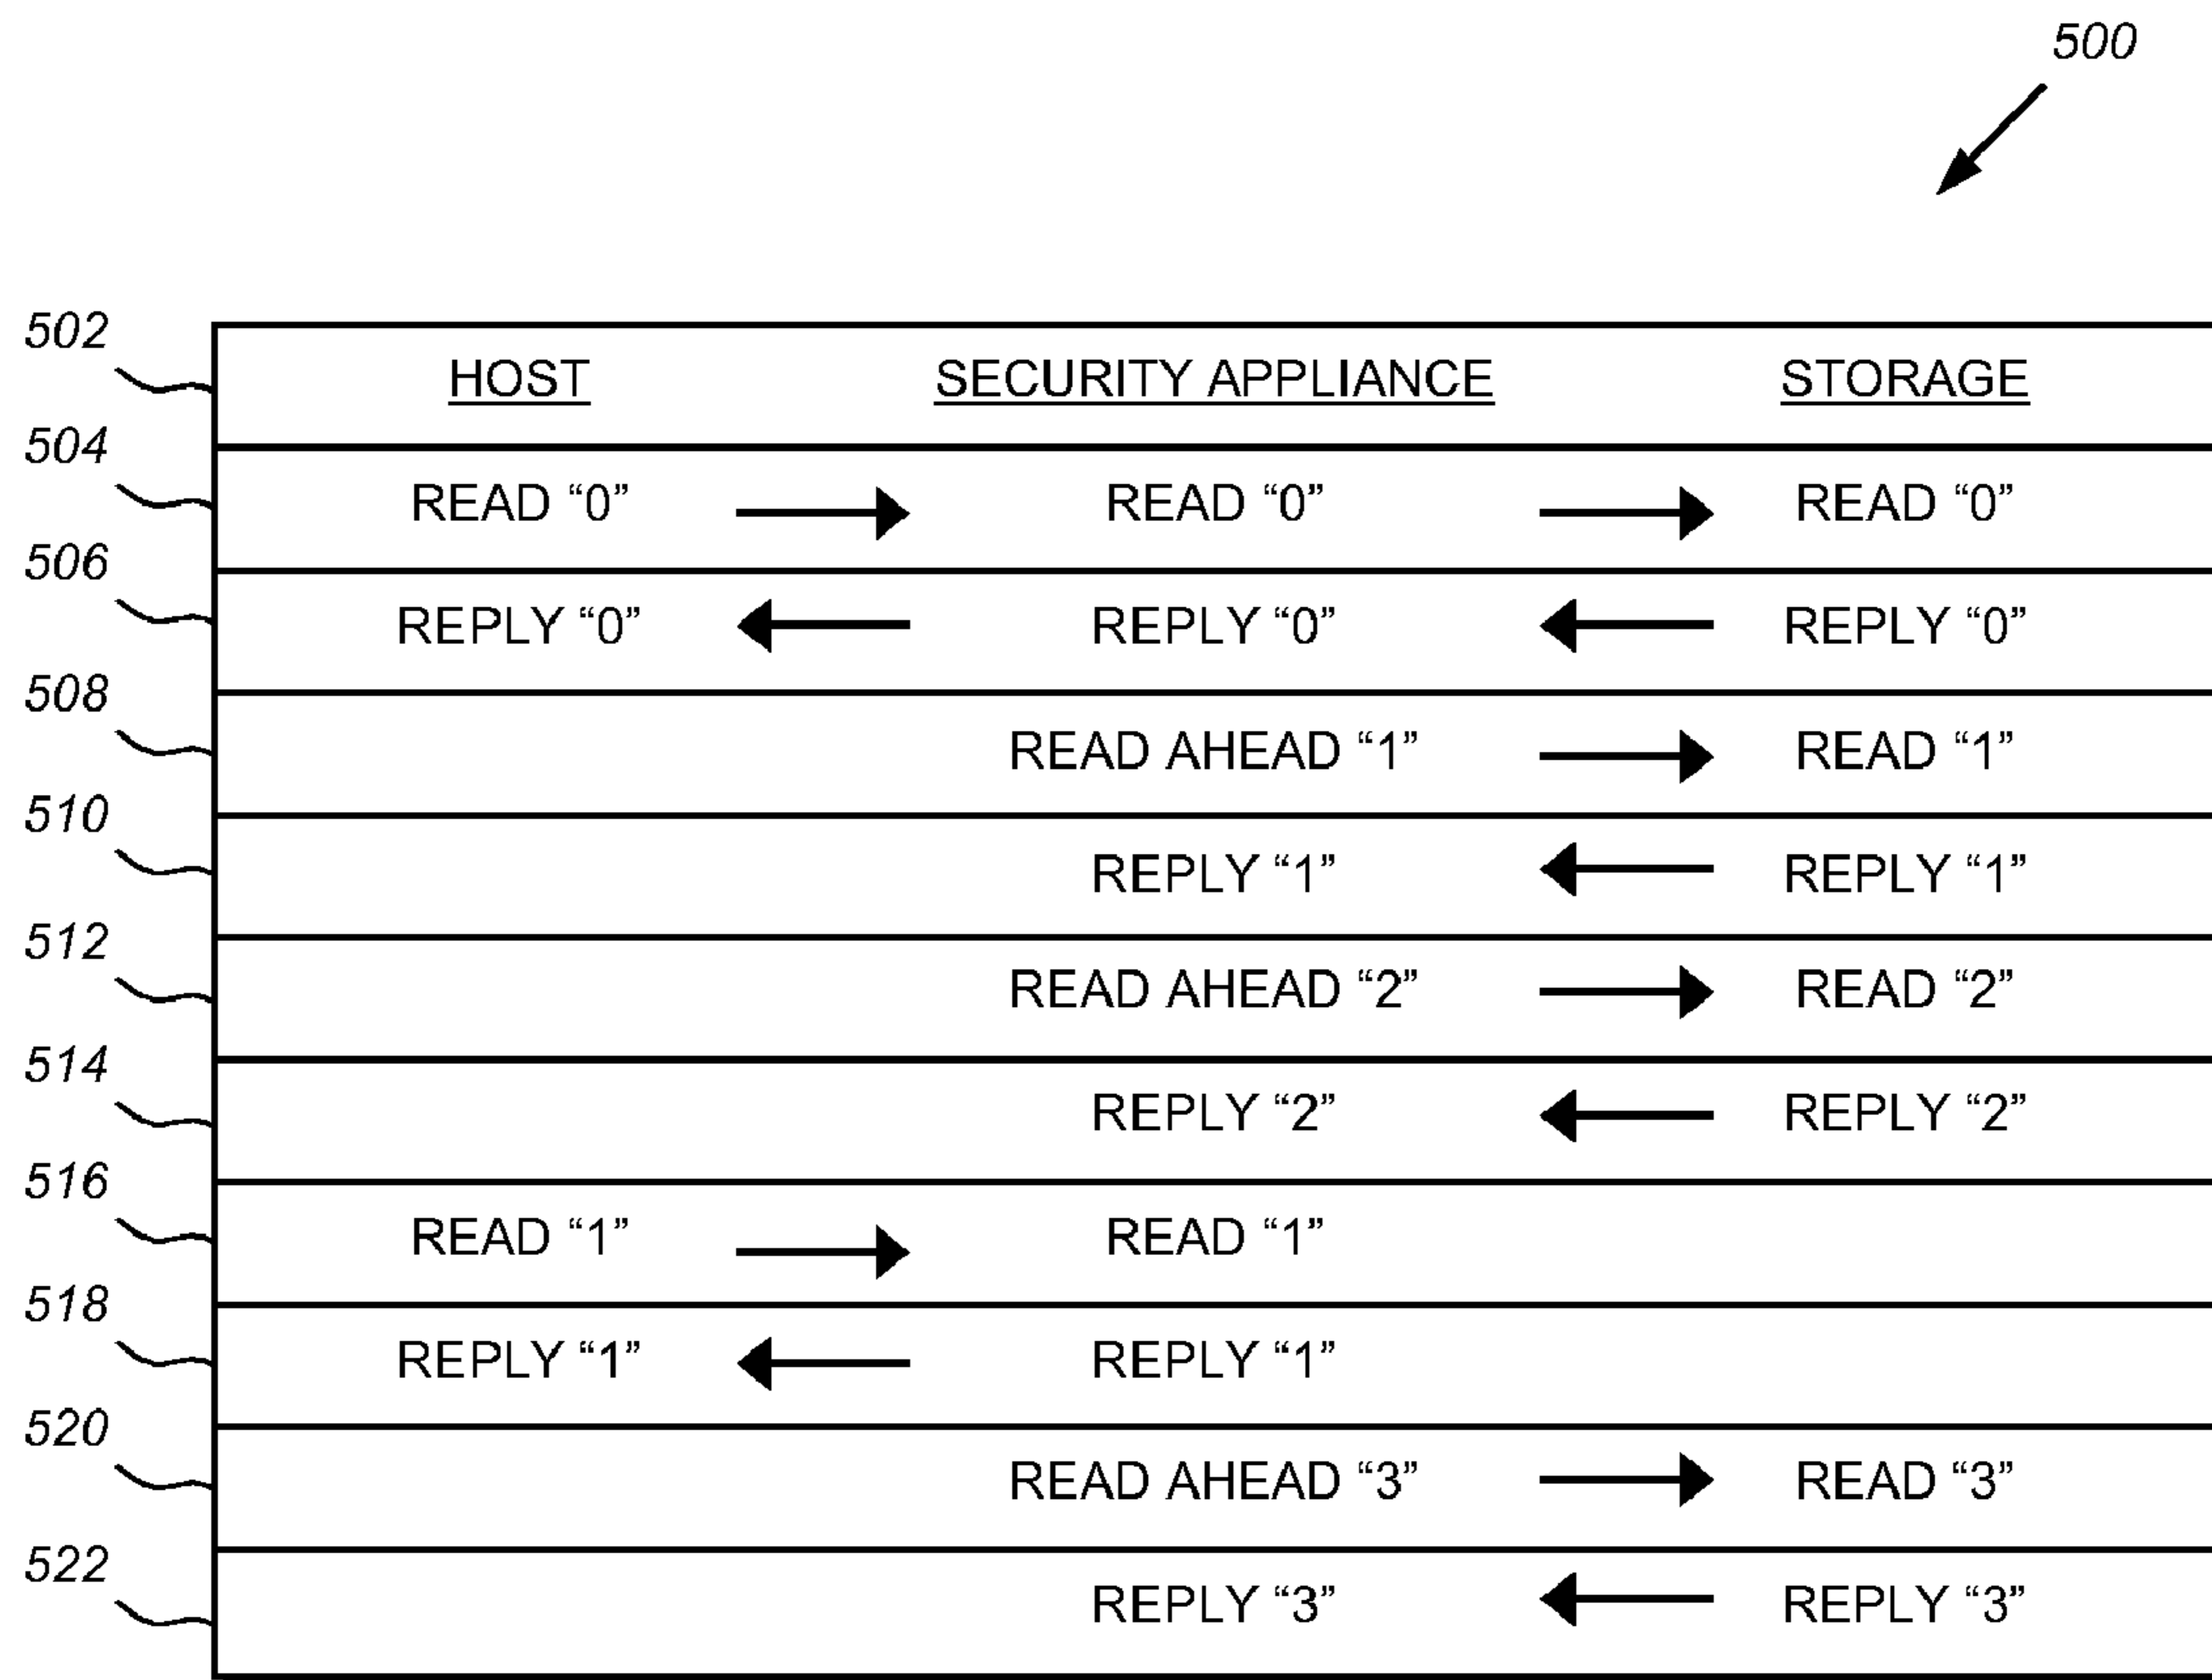 500
502 HOST SECURITY APPLIANCE STORAGE
504 READ “0” READ “0” READ “0”
506 REPLY “0” REPLY “0” REPLY “0”
508 READ AHEAD “1” READ “1”
510 REPLY “1” REPLY “1”
512 READ AHEAD “2” READ “2”
514 REPLY “2” REPLY “2”
516 READ “1” READ “1”
518 REPLY “1” REPLY “1”
520 READ AHEAD “3” READ “3”
522 REPLY “3” REPLY “3”